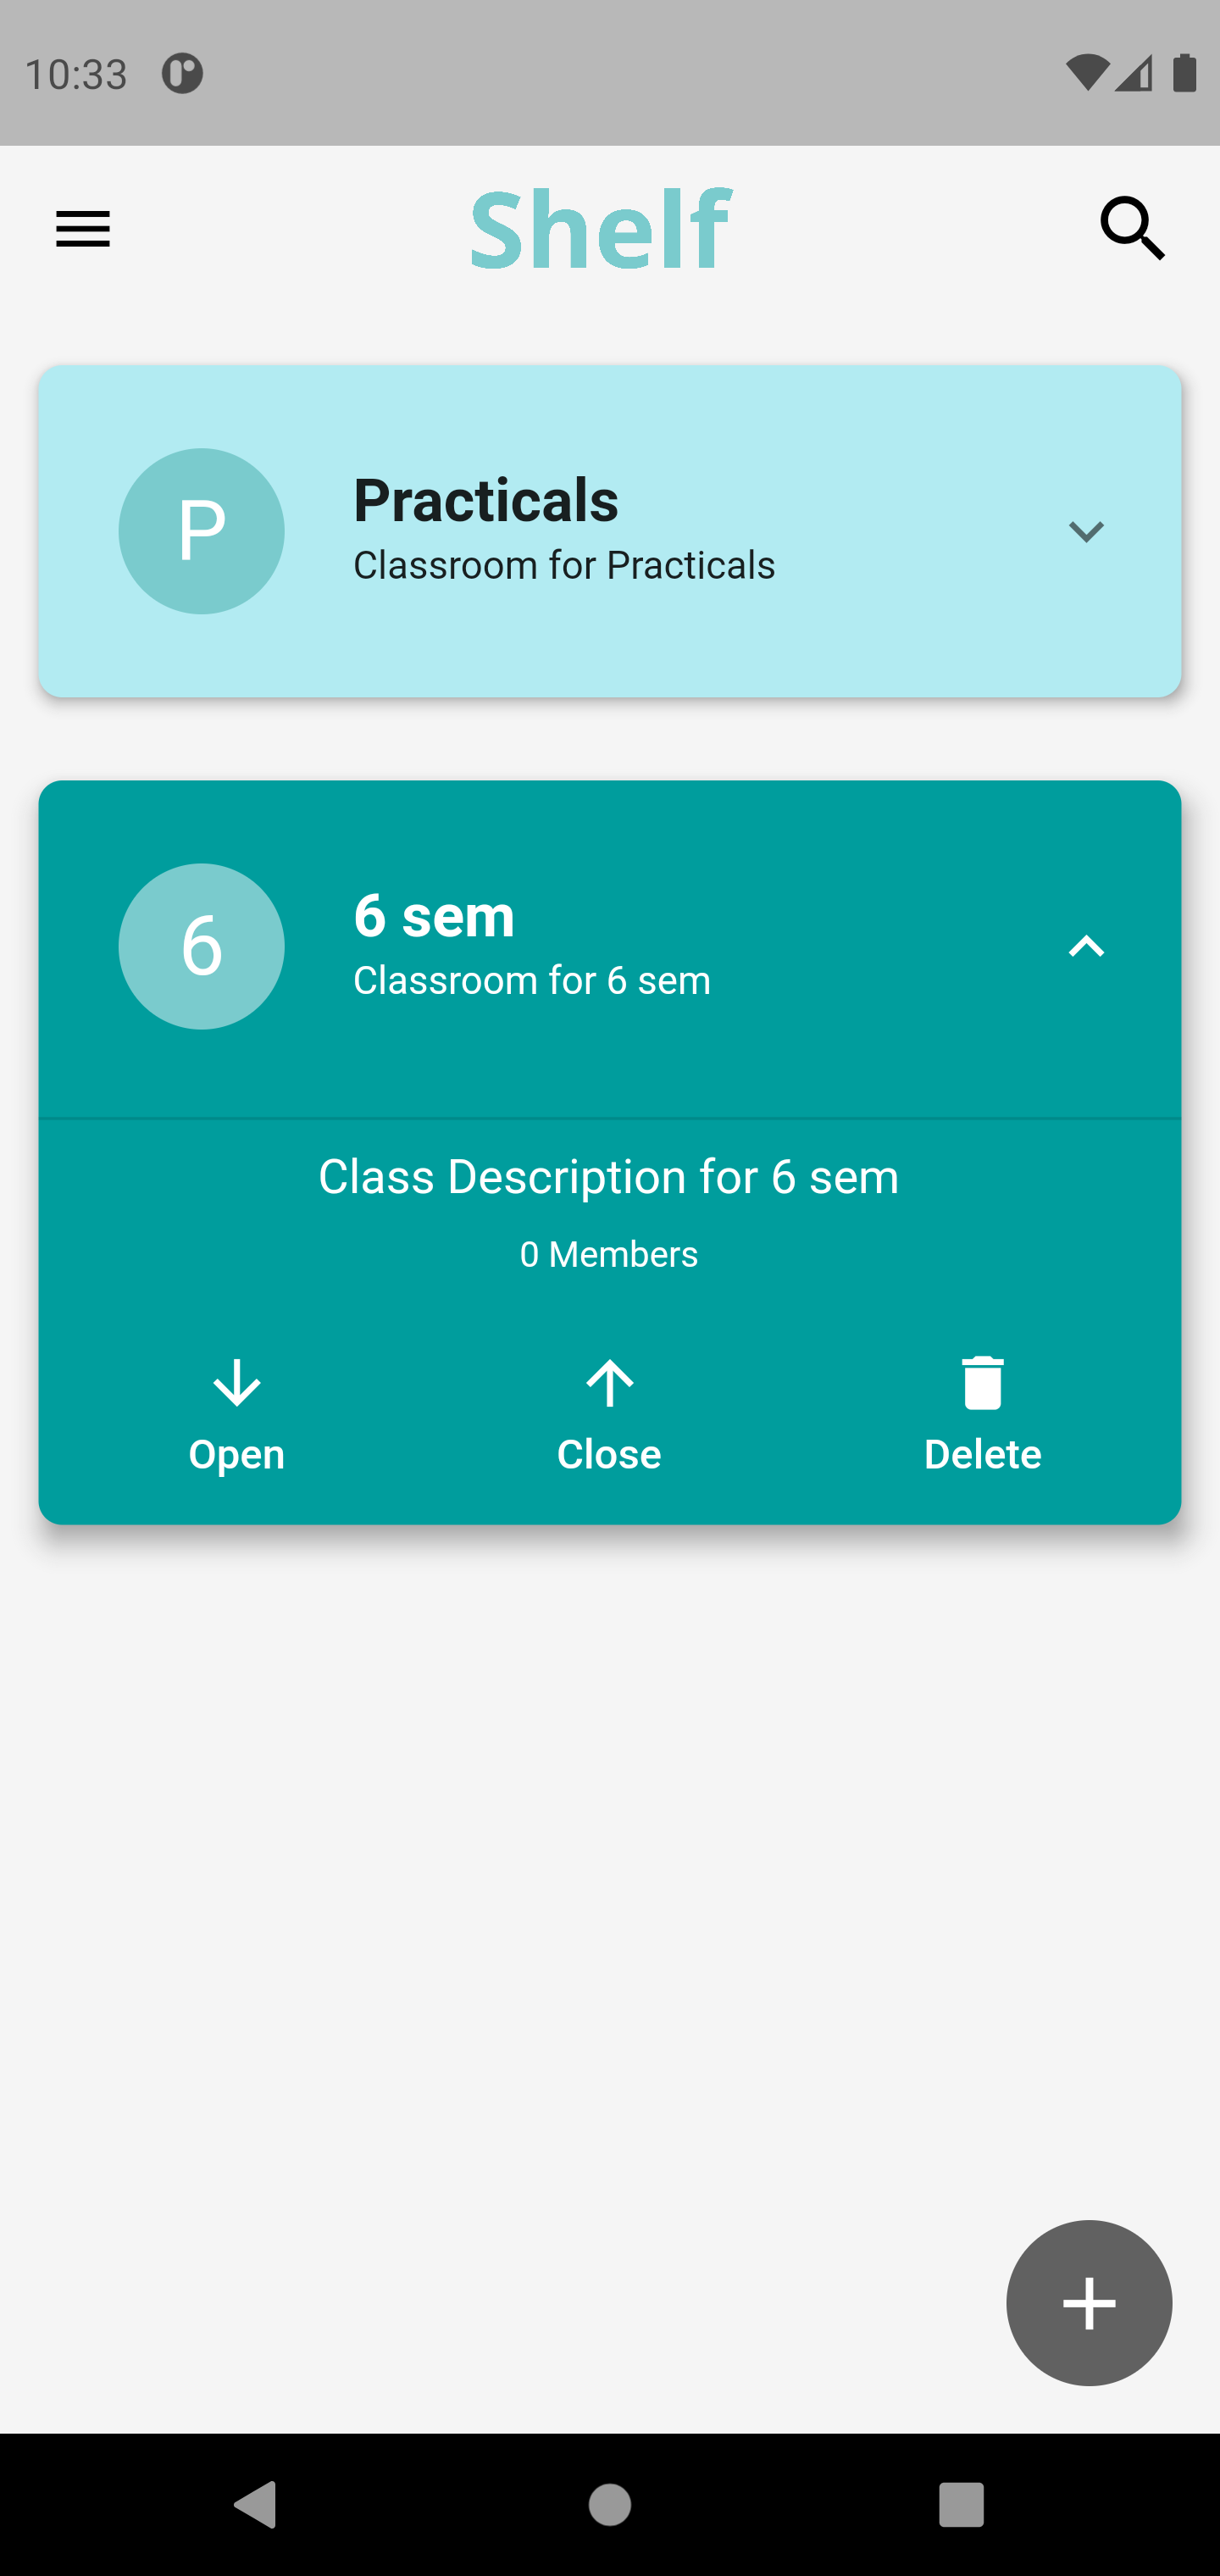 10:33
Shelf
P
Practicals
Classroom for Practicals
6
6 sem
Classroom for 6 sem
Class Description for 6 sem
0 Members
Open Close Delete